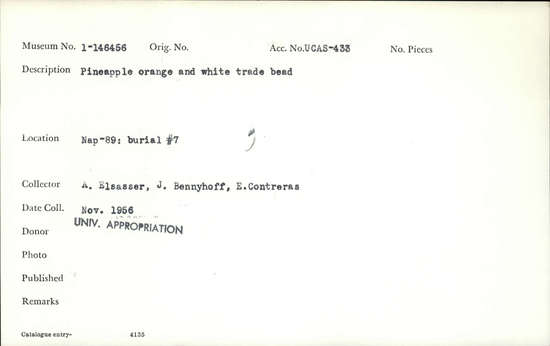 Museum No. 1-146456 Orig. No. Acc. No. UCAS-433 No. Pieces
Description Pineapple orange and white trade bead
Location Nap-89: burial #7
Collector A. Elsasser, J. Bennyhoff, E.Contreras
Date Coll. Nov. 1956
Donor UNIV. APPROPRIATION
Photo
Published
Remarks
Catalogue entry- 4135